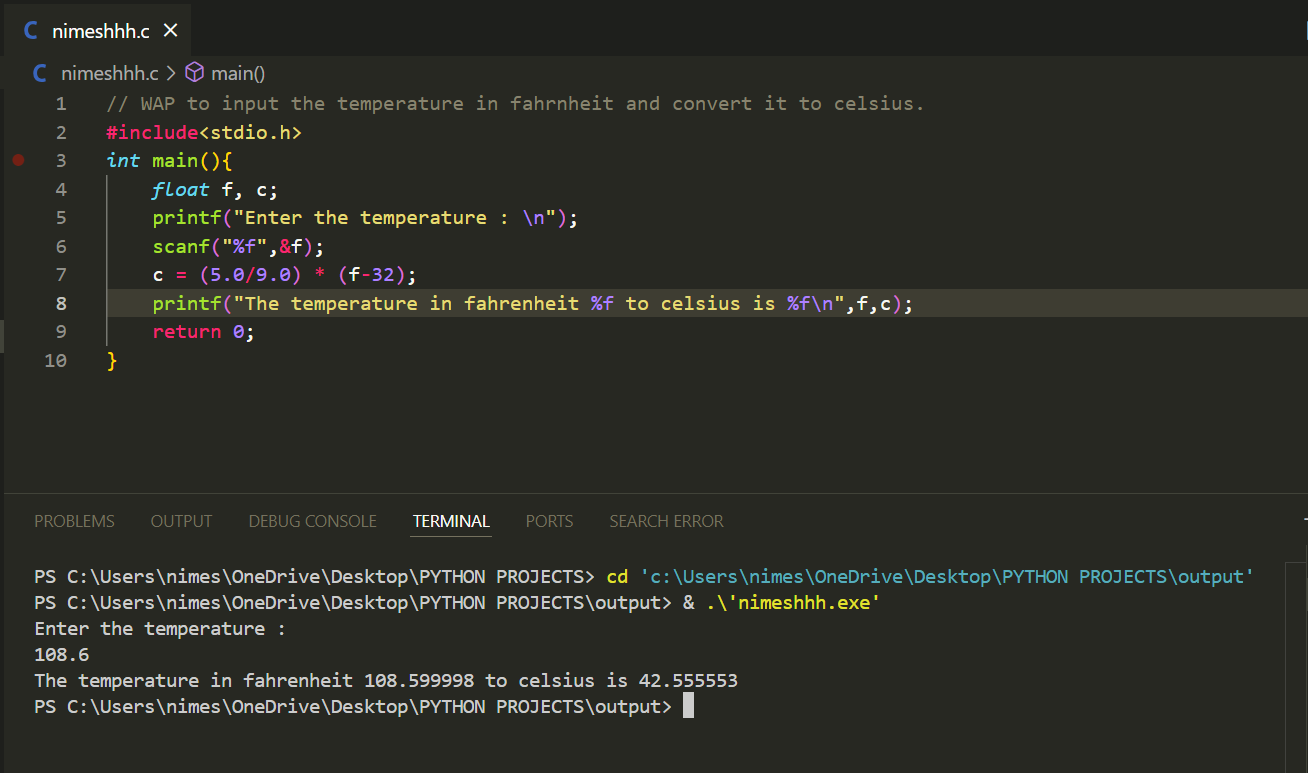 C nimeshhh.c ×
C nimeshhh.c > main()
1 // WAP to input the temperature in fahrnheit and convert it to celsius.
2 #include<stdio.h>
3 int main(){
4     float f, c;
5     printf("Enter the temperature : \n");
6     scanf("%f",&f);
7     c = (5.0/9.0) * (f-32);
8     printf("The temperature in fahrenheit %f to celsius is %f\n",f,c);
9     return 0;
10 }
PROBLEMS OUTPUT DEBUG CONSOLE TERMINAL PORTS SEARCH ERROR
PS C:\Users\nimes\OneDrive\Desktop\PYTHON PROJECTS> cd 'c:\Users\nimes\OneDrive\Desktop\PYTHON PROJECTS\output'
PS C:\Users\nimes\OneDrive\Desktop\PYTHON PROJECTS\output> & .\'nimeshhh.exe'
Enter the temperature :
108.6
The temperature in fahrenheit 108.599998 to celsius is 42.555553
PS C:\Users\nimes\OneDrive\Desktop\PYTHON PROJECTS\output>